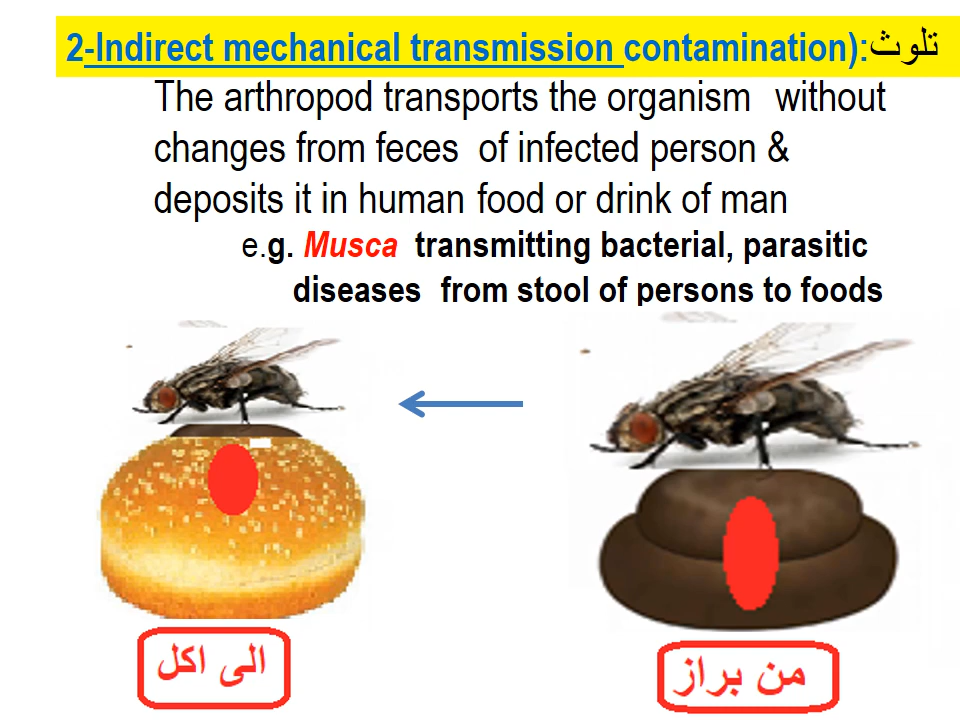 2-Indirect mechanical transmission contamination):تلوث
The arthropod transports the organism without
changes from feces of infected person &
deposits it in human food or drink of man
e.g. Musca transmitting bacterial, parasitic
diseases from stool of persons to foods
الى اكل
من براز